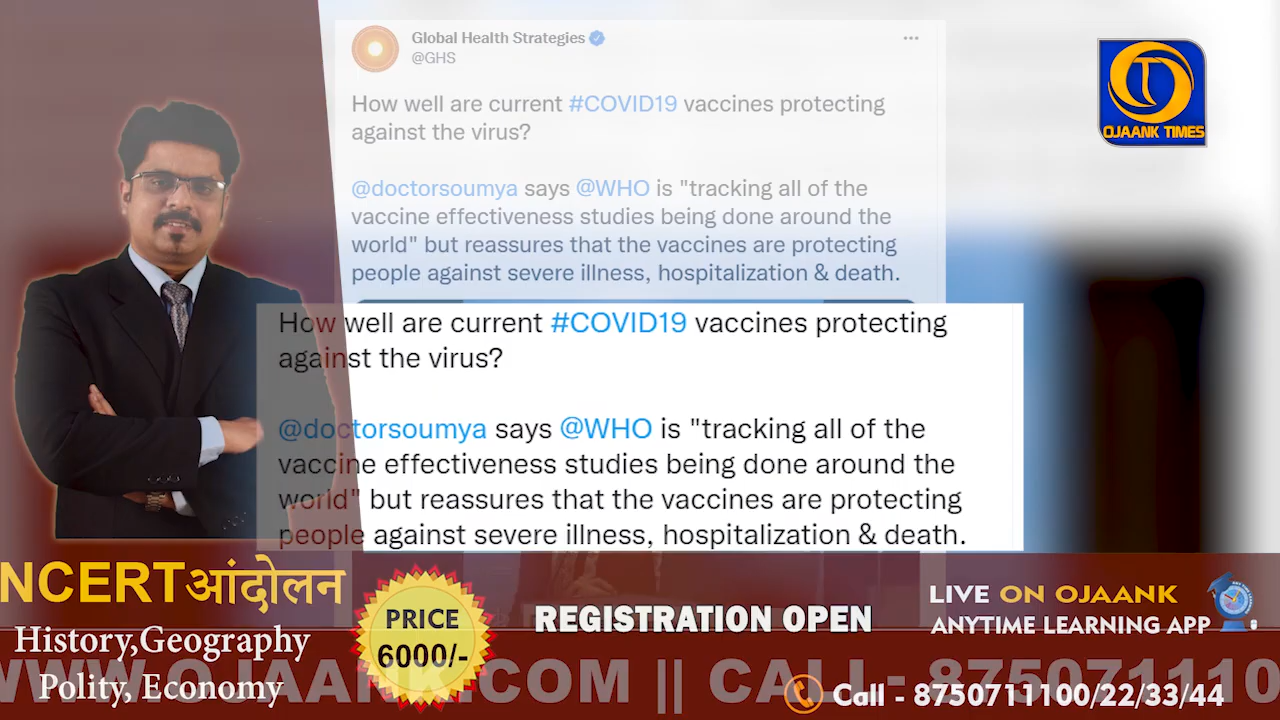 Global Health Strategies
@GHS
How well are current #COVID19 vaccines protecting
against the virus?
@doctorsoumya says @WHO is "tracking all of the
vaccine effectiveness studies being done around the
world" but reassures that the vaccines are protecting
people against severe illness, hospitalization & death.
OJAANK TIMES
How well are current #COVID19 vaccines protecting
against the virus?
@doctorsoumya says @WHO is "tracking all of the
vaccine effectiveness studies being done around the
world" but reassures that the vaccines are protecting
people against severe illness, hospitalization & death.
NCERTआंदोलन
History,Geography
Polity, Economy
PRICE
6000/-
REGISTRATION OPEN
LIVE ON OJAANK
ANYTIME LEARNING APP
WWW.OJAANK.COM || CALL - 8750711100
Call - 8750711100/22/33/44